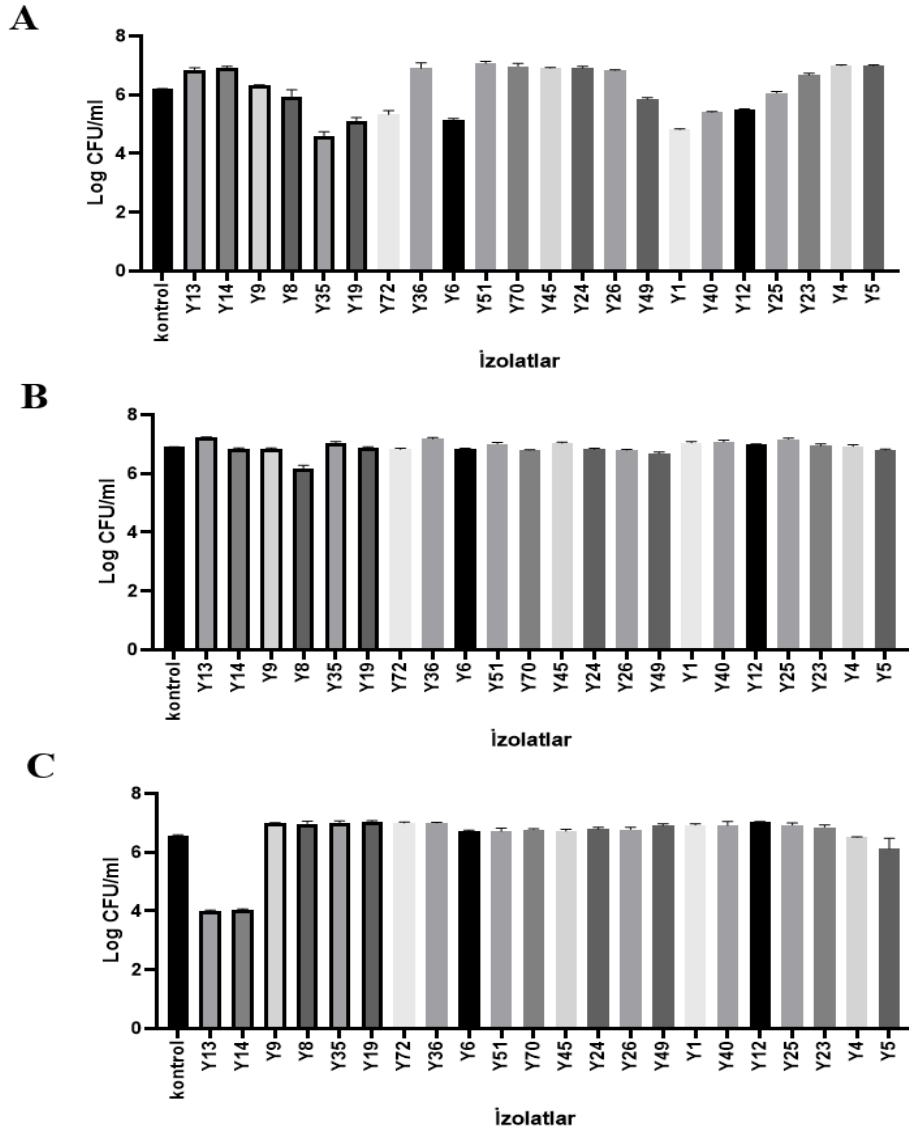 A
Log CFU/ml
8
6
4
2
0
kontrol Y13 Y14 Y9 Y8 Y35 Y19 Y72 Y36 Y6 Y51 Y70 Y45 Y24 Y26 Y49 Y1 Y40 Y12 Y25 Y23 Y4 Y5
İzolatlar
B
Log CFU/ml
8
6
4
2
0
kontrol Y13 Y14 Y9 Y8 Y35 Y19 Y72 Y36 Y6 Y51 Y70 Y45 Y24 Y26 Y49 Y1 Y40 Y12 Y25 Y23 Y4 Y5
İzolatlar
C
Log CFU/ml
8
6
4
2
0
kontrol Y13 Y14 Y9 Y8 Y35 Y19 Y72 Y36 Y6 Y51 Y70 Y45 Y24 Y26 Y49 Y1 Y40 Y12 Y25 Y23 Y4 Y5
İzolatlar